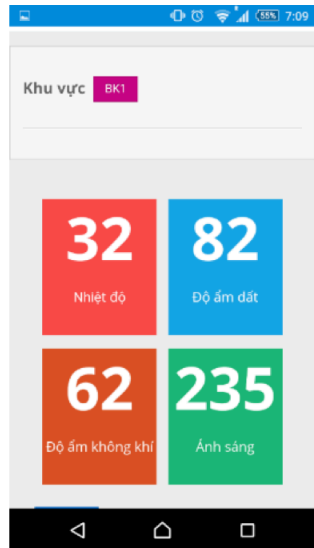 55% 7:09
Khu vực BK1
32
Nhiệt độ
82
Độ ẩm dất
62
Độ ẩm không khí
235
Ánh sáng